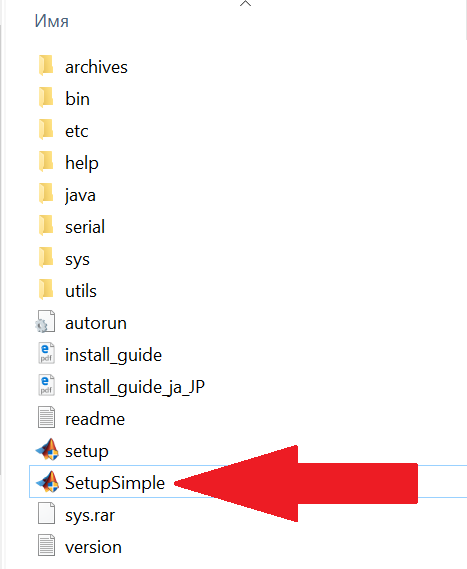 Имя
archives
bin
etc
help
java
serial
sys
utils
autorun
install_guide
install_guide_ja_JP
readme
setup
SetupSimple
sys.rar
version